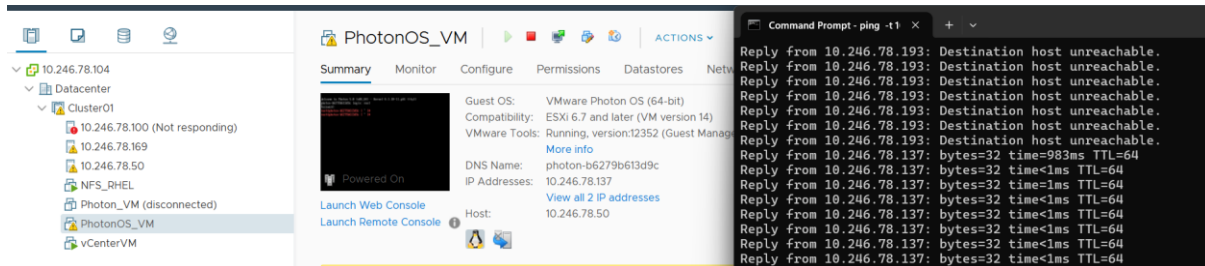 10.246.78.104
Datacenter
Cluster01
10.246.78.100 (Not responding)
10.246.78.169
10.246.78.50
NFS_RHEL
Photon_VM (disconnected)
PhotonOS_VM
vCenterVM
PhotonOS_VM
ACTIONS
Summary Monitor Configure Permissions Datastores Netw
Powered On
Launch Web Console
Launch Remote Console
Guest OS: VMware Photon OS (64-bit)
Compatibility: ESXi 6.7 and later (VM version 14)
VMware Tools: Running, version:12352 (Guest Manag
More info
DNS Name: photon-b6279b613d9c
IP Addresses: 10.246.78.137
View all 2 IP addresses
Host: 10.246.78.50
Command Prompt - ping -t 1
Reply from 10.246.78.193: Destination host unreachable.
Reply from 10.246.78.193: Destination host unreachable.
Reply from 10.246.78.193: Destination host unreachable.
Reply from 10.246.78.193: Destination host unreachable.
Reply from 10.246.78.193: Destination host unreachable.
Reply from 10.246.78.193: Destination host unreachable.
Reply from 10.246.78.193: Destination host unreachable.
Reply from 10.246.78.137: bytes=32 time=983ms TTL=64
Reply from 10.246.78.137: bytes=32 time<1ms TTL=64
Reply from 10.246.78.137: bytes=32 time=1ms TTL=64
Reply from 10.246.78.137: bytes=32 time<1ms TTL=64
Reply from 10.246.78.137: bytes=32 time<1ms TTL=64
Reply from 10.246.78.137: bytes=32 time<1ms TTL=64
Reply from 10.246.78.137: bytes=32 time<1ms TTL=64
Reply from 10.246.78.137: bytes=32 time<1ms TTL=64